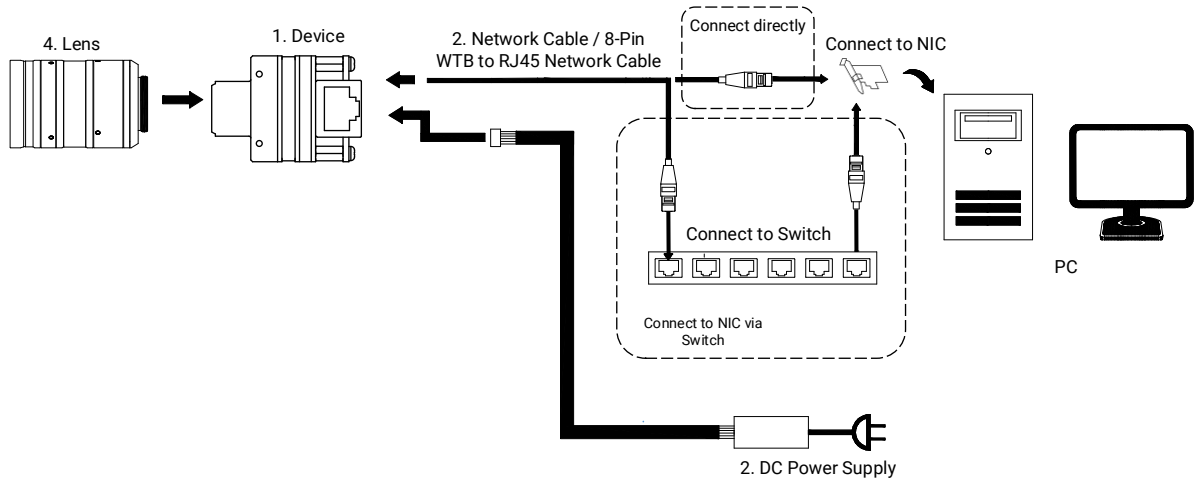 4. Lens
1. Device
2. Network Cable / 8-Pin
WTB to RJ45 Network Cable
Connect directly
Connect to NIC
Connect to Switch
Connect to NIC via
Switch
PC
2. DC Power Supply